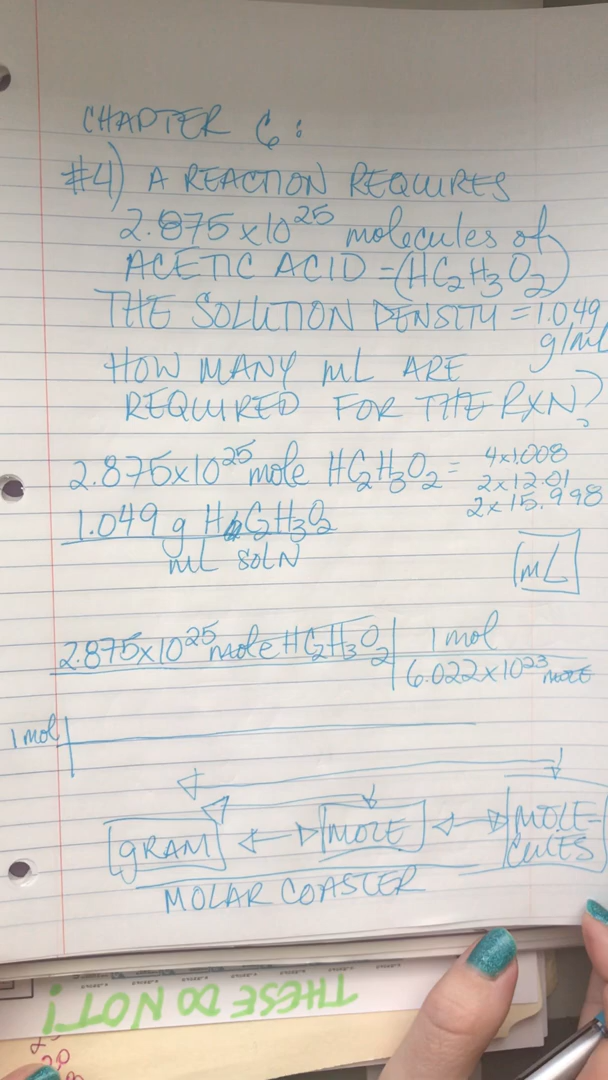 CHAPTER 6:
#4) A REACTION REQUIRES
2.875x10^25 molecules of
ACETIC ACID =(HC2H3O2)
THE SOLUTION DENSITY =1.049
g/mL
HOW MANY mL ARE
REQUIRED FOR THE RXN?
2.875x10^25 mole HC2H3O2 = 4x1.008
2x12.01
2x15.998
1.049 g HC2H3O2
mL SOLN
mL
2.875x10^25 mole HC2H3O2 | 1 mol
6.022x10^23 MOLE
1 mol
GRAM MOLE MOLE-
CULES
MOLAR COASTER
THESE DO NOT!